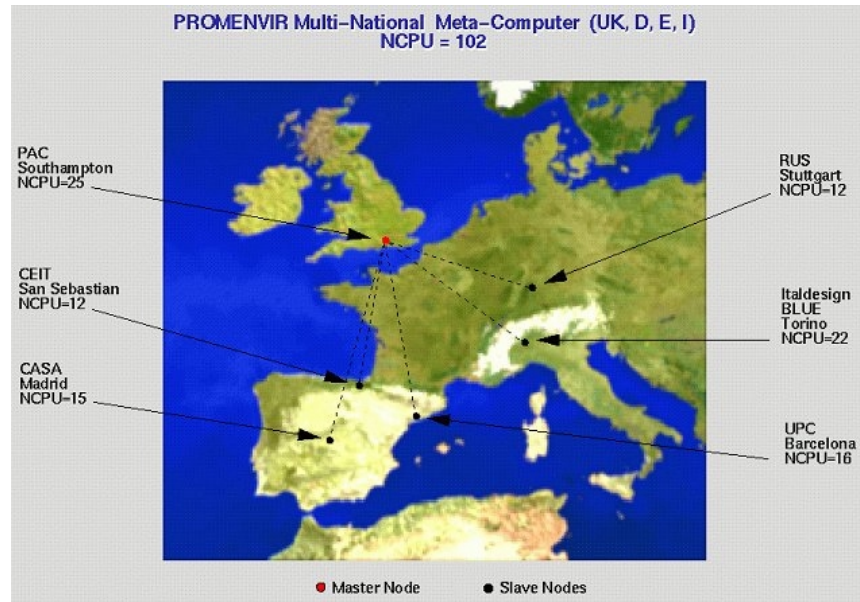 PROMENVIR Multi-National Meta-Computer (UK, D, E, I)
NCPU = 102
PAC
Southampton
NCPU=25
CEIT
San Sebastian
NCPU=12
CASA
Madrid
NCPU=15
RUS
Stuttgart
NCPU=12
Italdesign
BLUE
Torino
NCPU=22
UPC
Barcelona
NCPU=16
Master Node
Slave Nodes